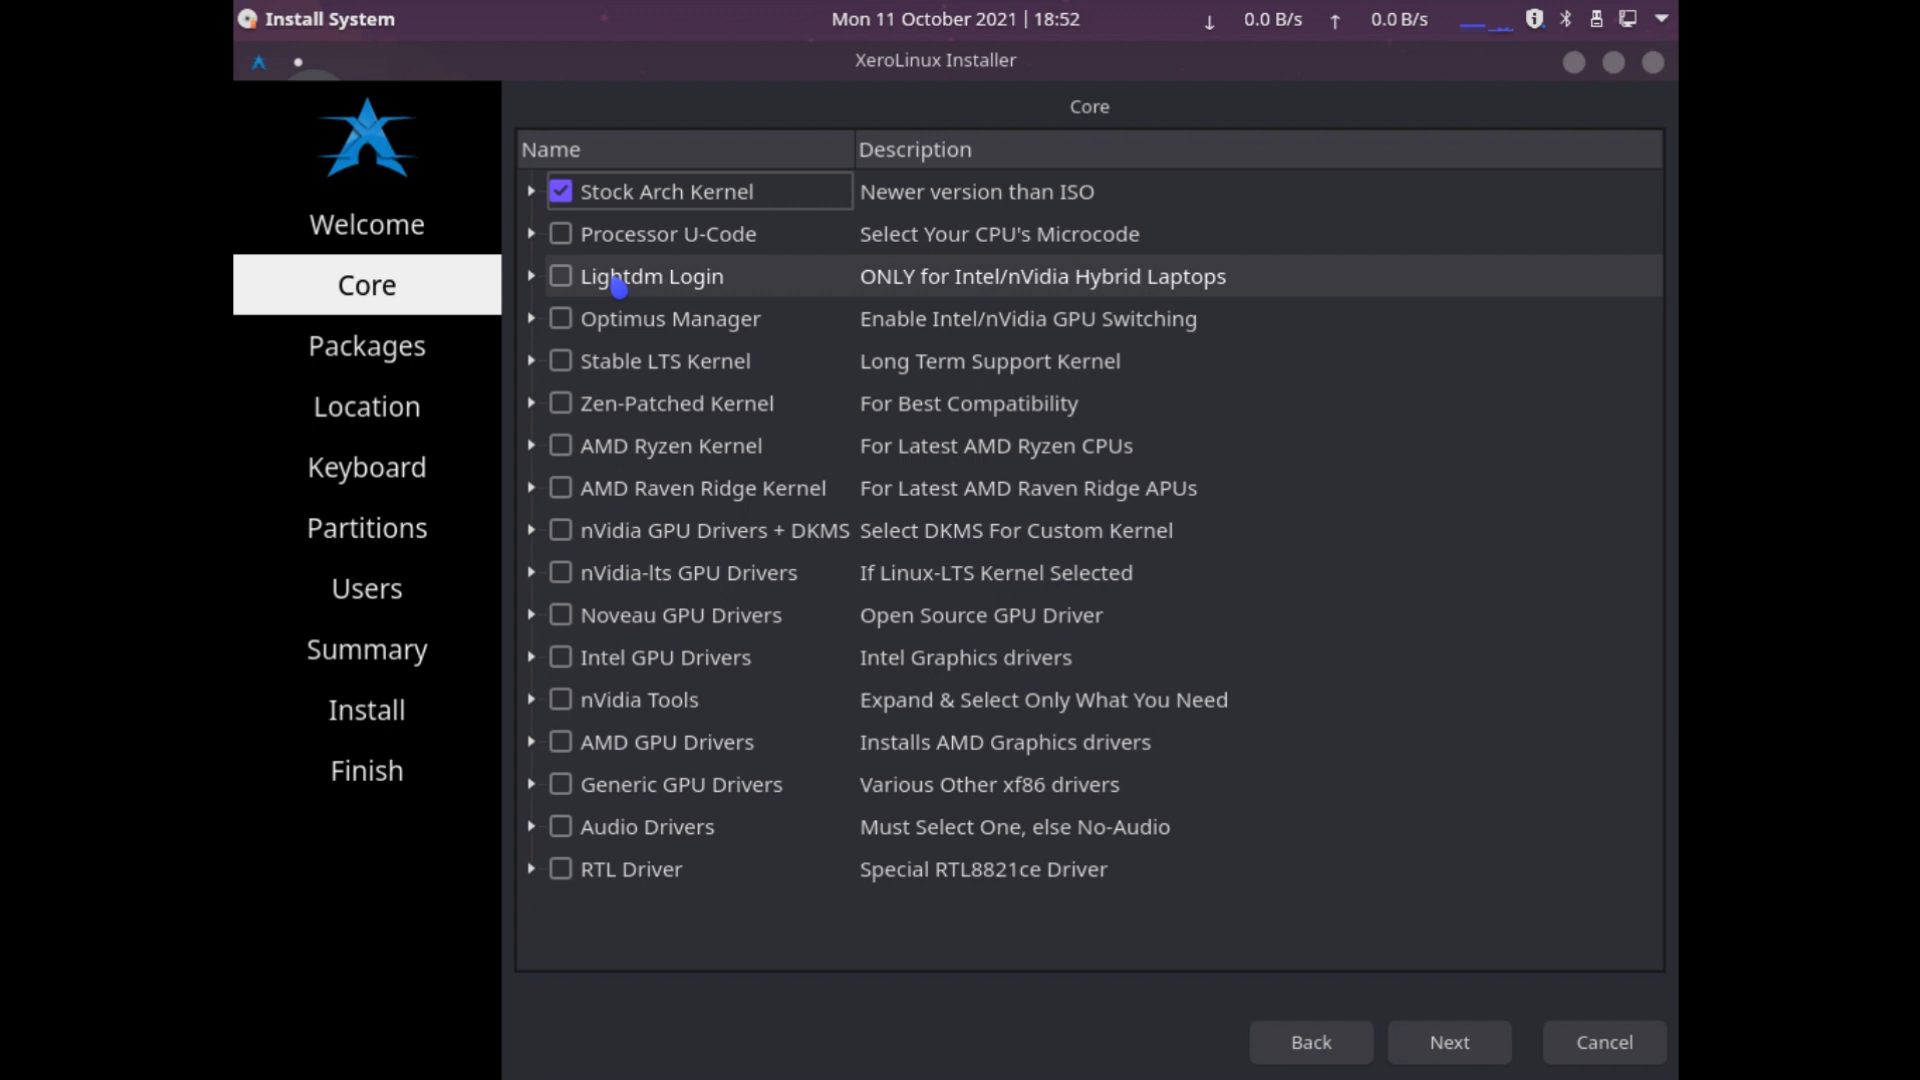 Install System
Mon 11 October 2021 | 18:52
↓ 0.0 B/s ↑ 0.0 B/s
XeroLinux Installer
Welcome
Core
Packages
Location
Keyboard
Partitions
Users
Summary
Install
Finish
Core
Name Description
Stock Arch Kernel Newer version than ISO
Processor U-Code Select Your CPU's Microcode
Lightdm Login ONLY for Intel/nVidia Hybrid Laptops
Optimus Manager Enable Intel/nVidia GPU Switching
Stable LTS Kernel Long Term Support Kernel
Zen-Patched Kernel For Best Compatibility
AMD Ryzen Kernel For Latest AMD Ryzen CPUs
AMD Raven Ridge Kernel For Latest AMD Raven Ridge APUs
nVidia GPU Drivers + DKMS Select DKMS For Custom Kernel
nVidia-lts GPU Drivers If Linux-LTS Kernel Selected
Noveau GPU Drivers Open Source GPU Driver
Intel GPU Drivers Intel Graphics drivers
nVidia Tools Expand & Select Only What You Need
AMD GPU Drivers Installs AMD Graphics drivers
Generic GPU Drivers Various Other xf86 drivers
Audio Drivers Must Select One, else No-Audio
RTL Driver Special RTL8821ce Driver
Back Next Cancel